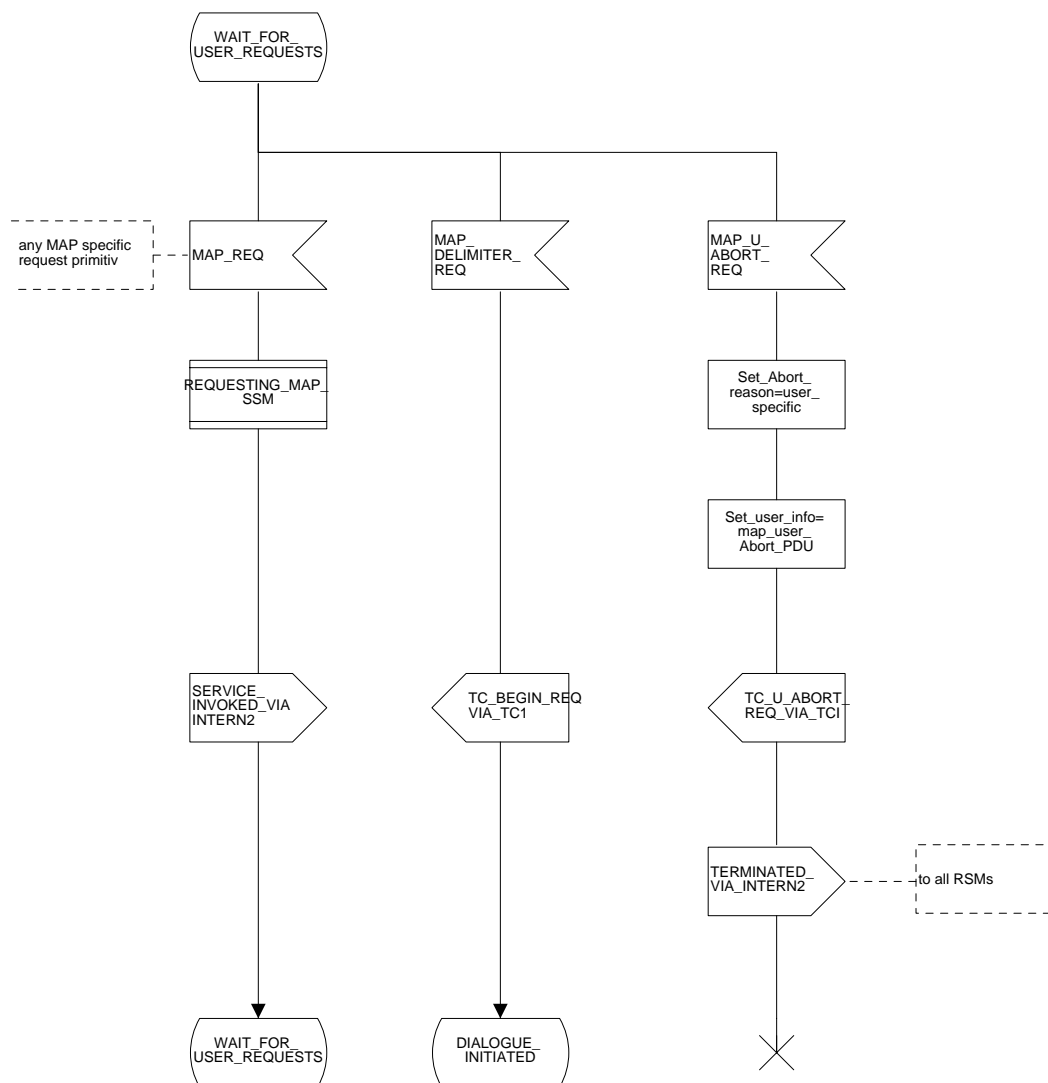 WAIT_FOR_
USER_REQUESTS
any MAP specific
request primitiv
MAP_REQ
MAP_
DELIMITER_
REQ
MAP_U_
ABORT_
REQ
REQUESTING_MAP_
SSM
Set_Abort_
reason=user_
specific
Set_user_info=
map_user_
Abort_PDU
SERVICE_
INVOKED_VIA
INTERN2
TC_BEGIN_REQ
VIA_TC1
TC_U_ABORT_
REQ_VIA_TCI
TERMINATED_
VIA_INTERN2
to all RSMs
WAIT_FOR_
USER_REQUESTS
DIALOGUE_
INITIATED